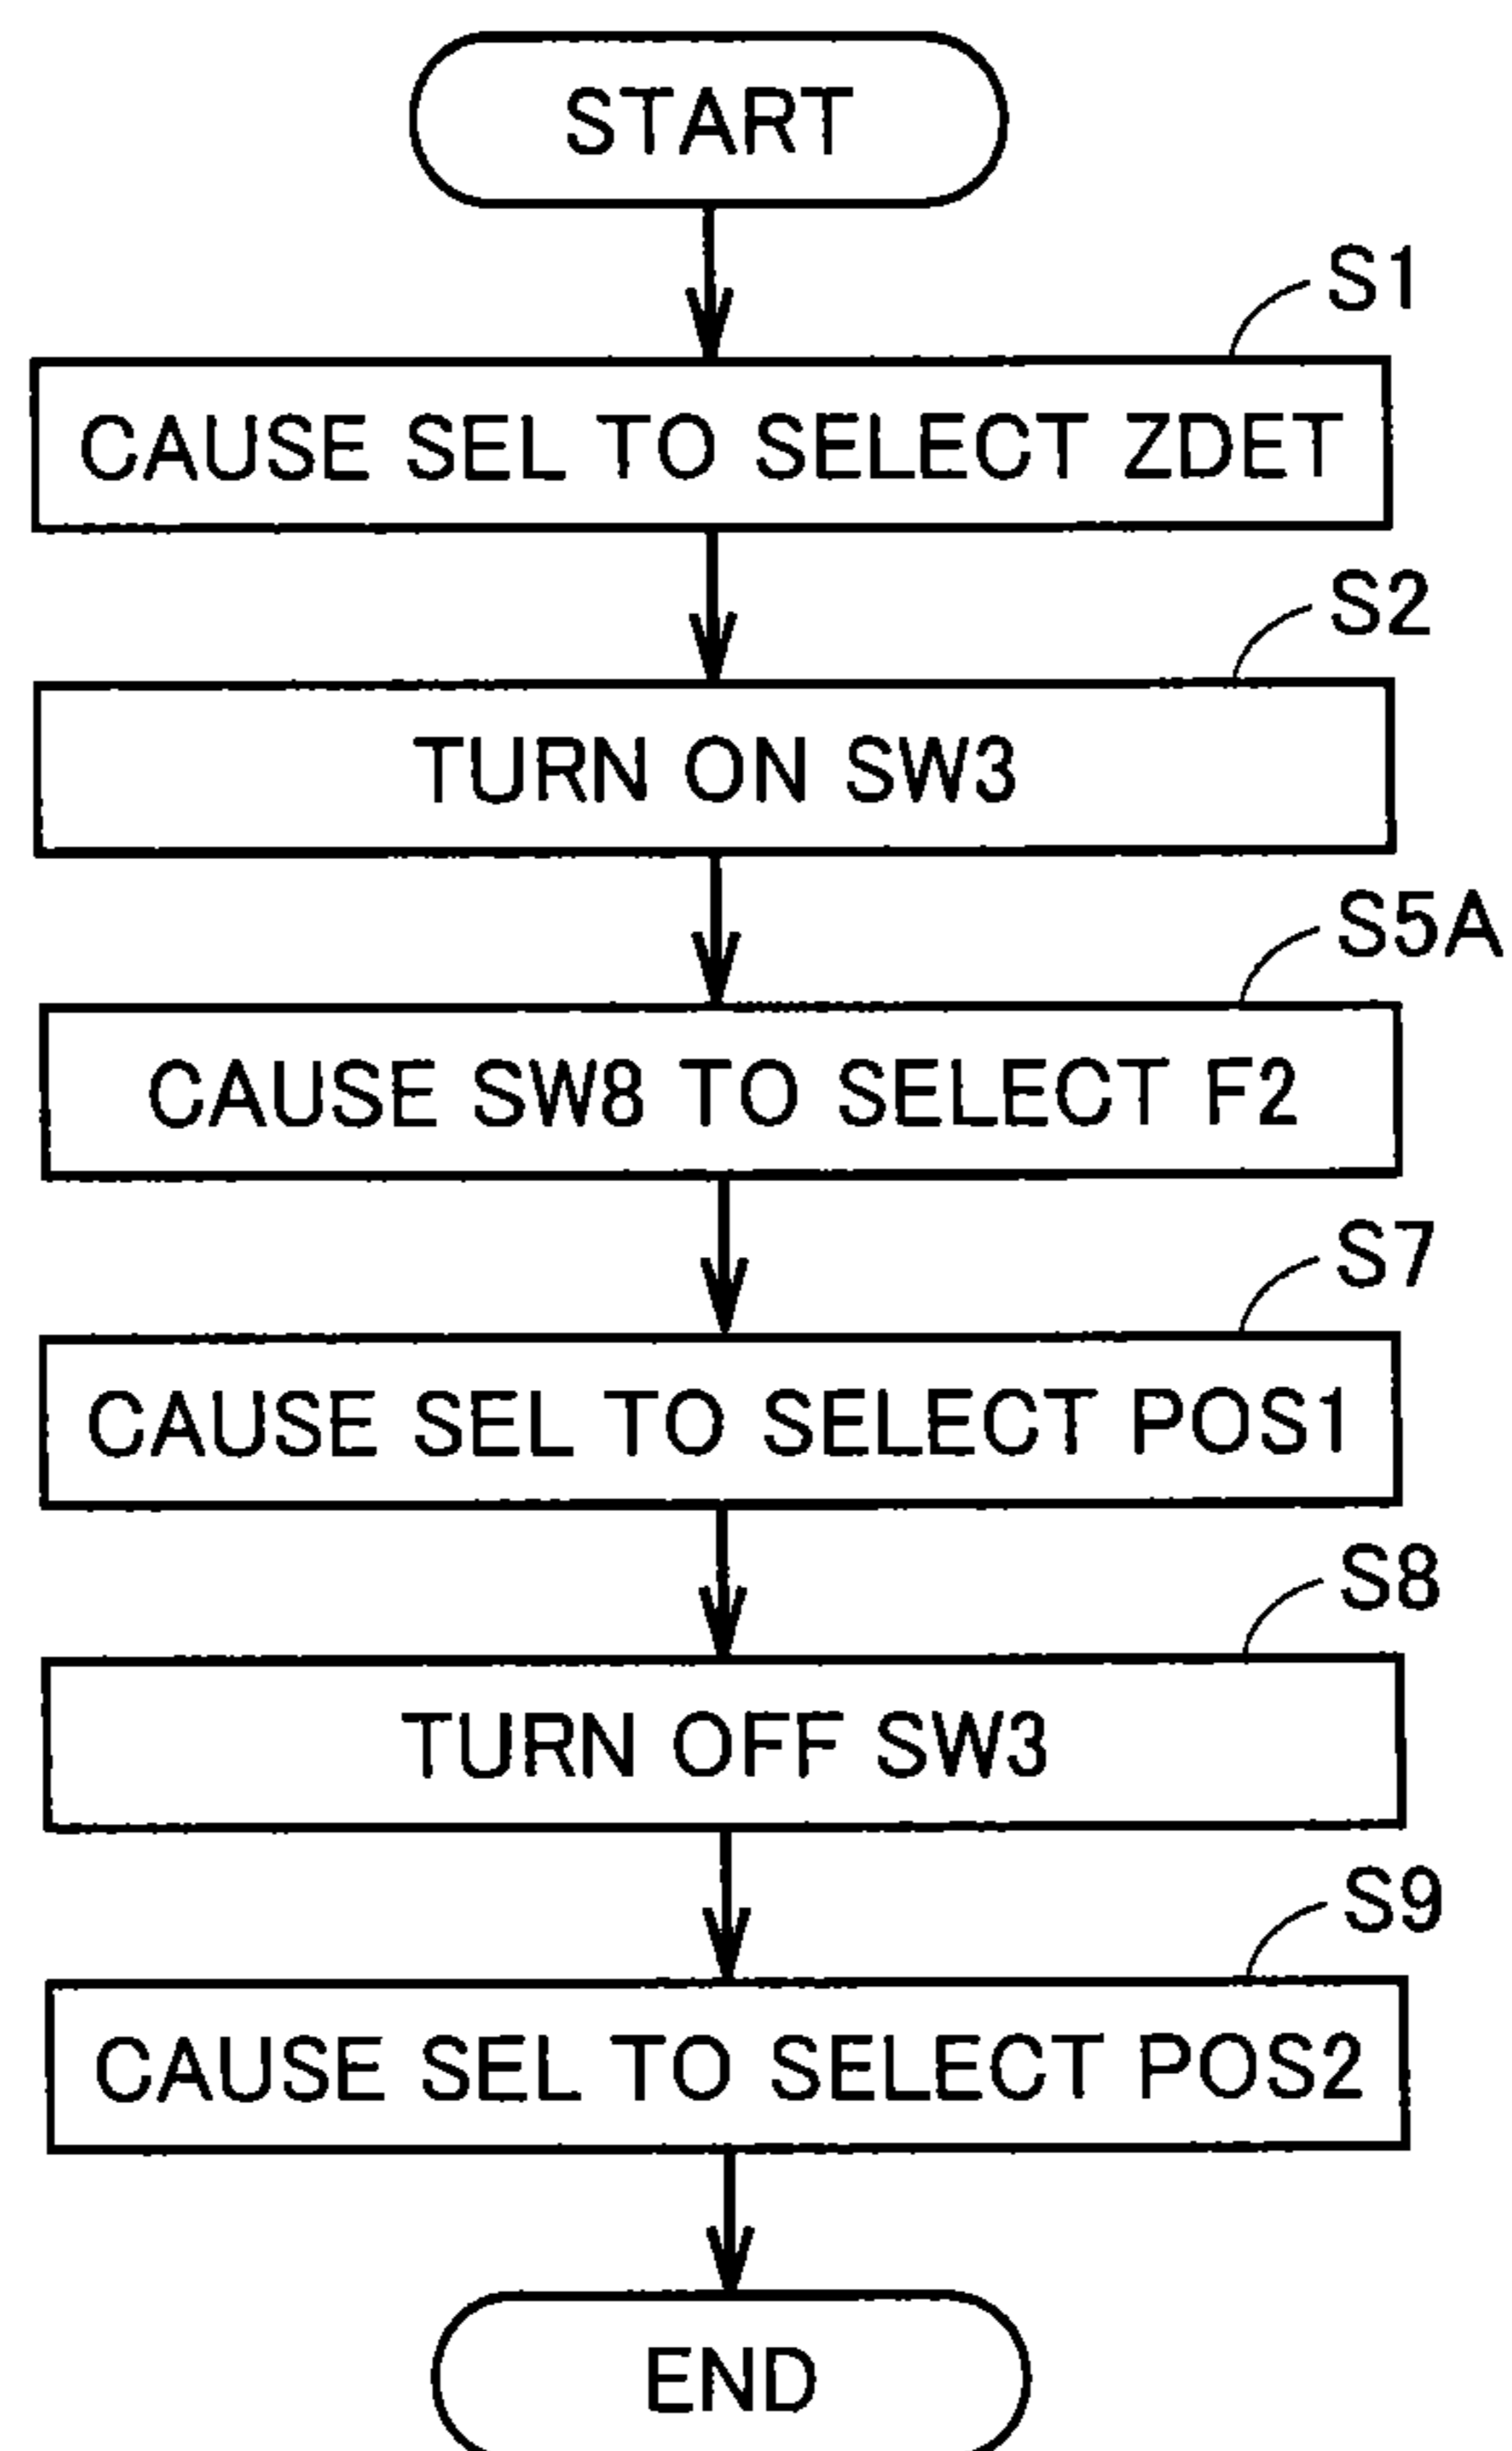 START
S1
CAUSE SEL TO SELECT ZDET
S2
TURN ON SW3
S5A
CAUSE SW8 TO SELECT F2
S7
CAUSE SEL TO SELECT POS1
S8
TURN OFF SW3
S9
CAUSE SEL TO SELECT POS2
END